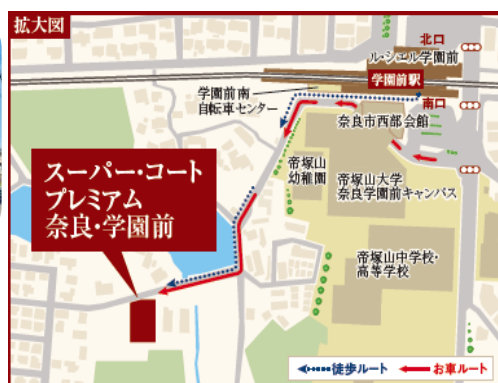 拡大図
北口
ル・シエル学園前
学園前駅
学園前南
自転車センター
南口
奈良市西部会館
帝塚山
幼稚園
帝塚山大学
奈良学園前キャンパス
スーパー・コート
プレミアム
奈良・学園前
帝塚山中学校・
高等学校
徒歩ルート
お車ルート